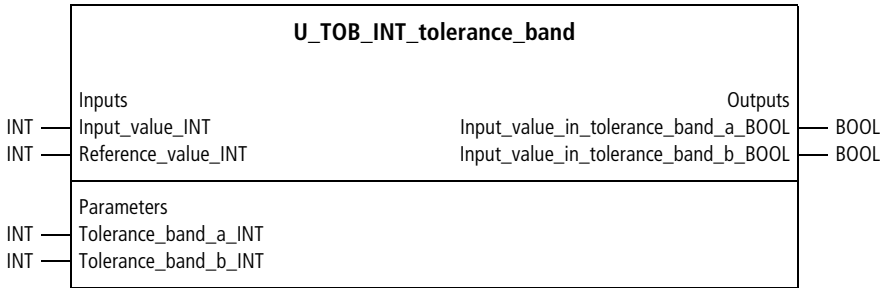 U_TOB_INT_tolerance_band
Inputs Outputs
INT Input_value_INT Input_value_in_tolerance_band_a_BOOL BOOL
INT Reference_value_INT Input_value_in_tolerance_band_b_BOOL BOOL
Parameters
INT Tolerance_band_a_INT
INT Tolerance_band_b_INT